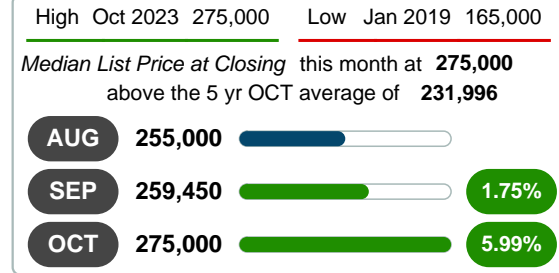 High Oct 2023 275,000 Low Jan 2019 165,000
Median List Price at Closing this month at 275,000
above the 5 yr OCT average of 231,996
AUG 255,000
SEP 259,450 1.75%
OCT 275,000 5.99%